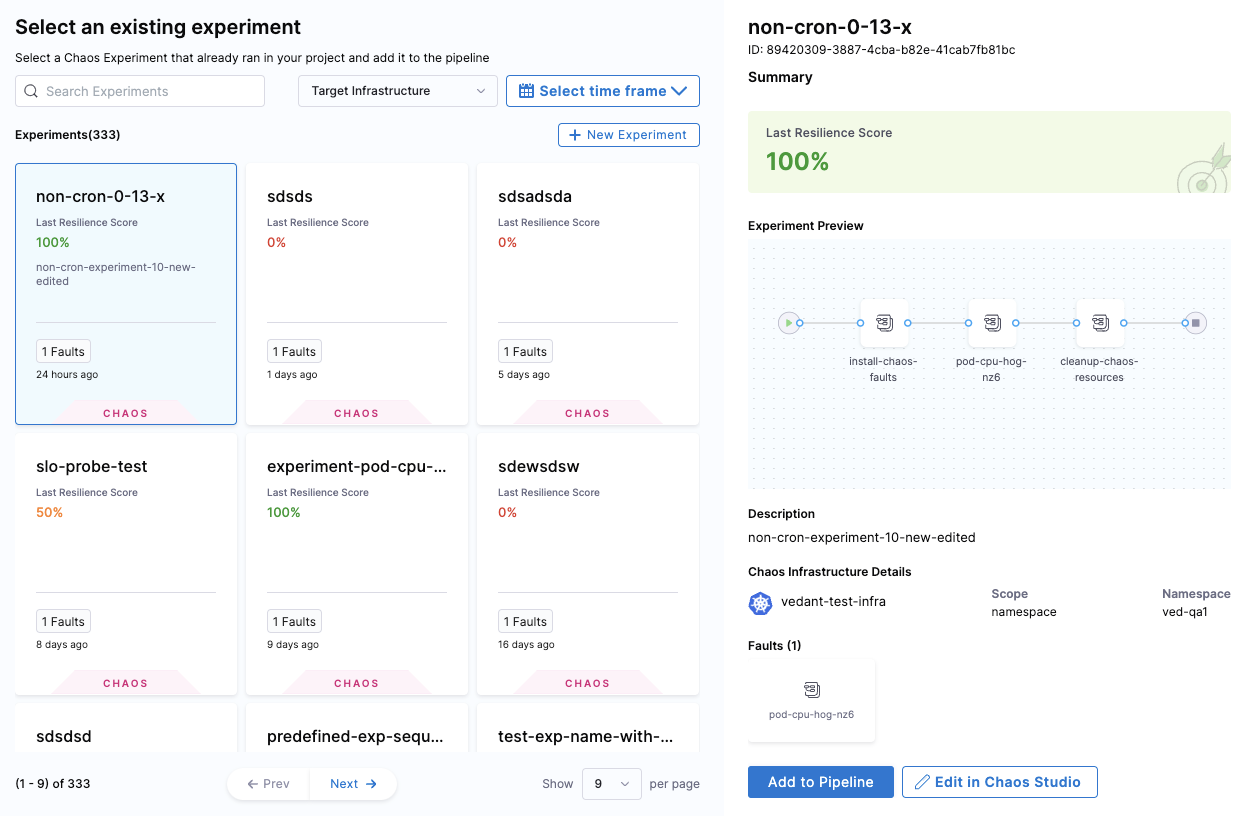 Select an existing experiment
Select a Chaos Experiment that already ran in your project and add it to the pipeline
Search Experiments
Target Infrastructure
Select time frame
Experiments(333)
New Experiment
non-cron-0-13-x
Last Resilience Score
100%
non-cron-experiment-10-new-
edited
1 Faults
24 hours ago
CHAOS
sdsds
Last Resilience Score
0%
1 Faults
1 days ago
CHAOS
sdsadsda
Last Resilience Score
0%
1 Faults
5 days ago
CHAOS
slo-probe-test
Last Resilience Score
50%
1 Faults
8 days ago
CHAOS
experiment-pod-cpu-...
Last Resilience Score
100%
1 Faults
9 days ago
CHAOS
sdewsdsw
Last Resilience Score
0%
1 Faults
16 days ago
CHAOS
sdsdsd
predefined-exp-sequ...
test-exp-name-with-...
(1 - 9) of 333
Prev
Next
Show
9
per page
non-cron-0-13-x
ID: 89420309-3887-4cba-b82e-41cab7fb81bc
Summary
Last Resilience Score
100%
Experiment Preview
install-chaos-
faults
pod-cpu-hog-
nz6
cleanup-chaos-
resources
Description
non-cron-experiment-10-new-edited
Chaos Infrastructure Details
vedant-test-infra
Scope
namespace
Namespace
ved-qa1
Faults (1)
pod-cpu-hog-nz6
Add to Pipeline
Edit in Chaos Studio